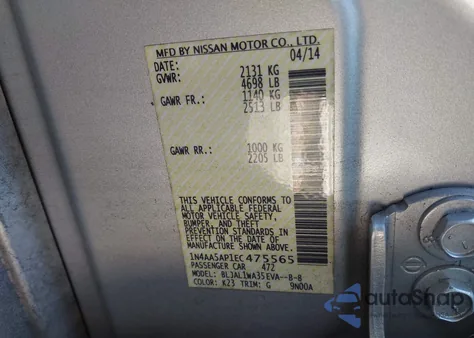 MFD BY NISSAN MOTOR CO., LTD.
DATE: 04/14
GVWR: 2131 KG
4698 LB
GAWR FR.: 1140 KG
2513 LB
GAWR RR.: 1000 KG
2205 LB
THIS VEHICLE CONFORMS TO
ALL APPLICABLE FEDERAL
MOTOR VEHICLE SAFETY,
BUMPER, AND THEFT
PREVENTION STANDARDS IN
EFFECT ON THE DATE OF
MANUFACTURE SHOWN ABOVE.
1N4AA5AP1EC475565
PASSENGER CAR 472
MODEL: BLJALIWA35EVA--B-B
COLOR: K23 TRIM: G 9N00A
AutoSnap